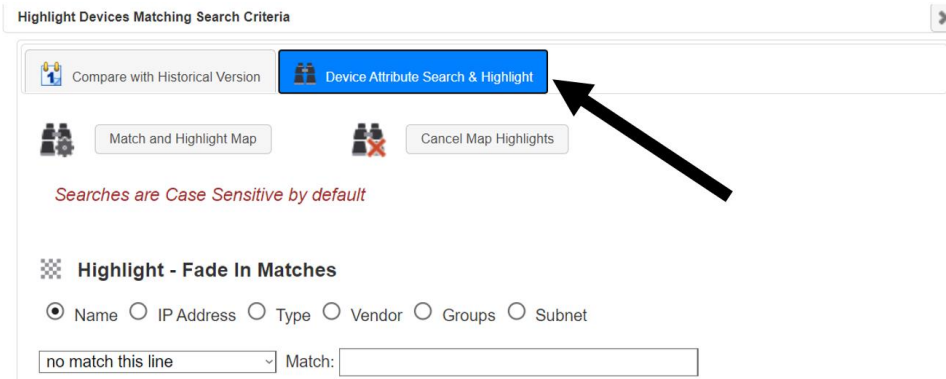 Highlight Devices Matching Search Criteria
Compare with Historical Version
Device Attribute Search & Highlight
Match and Highlight Map
Cancel Map Highlights
Searches are Case Sensitive by default
Highlight - Fade In Matches
Name IP Address Type Vendor Groups Subnet
no match this line Match: